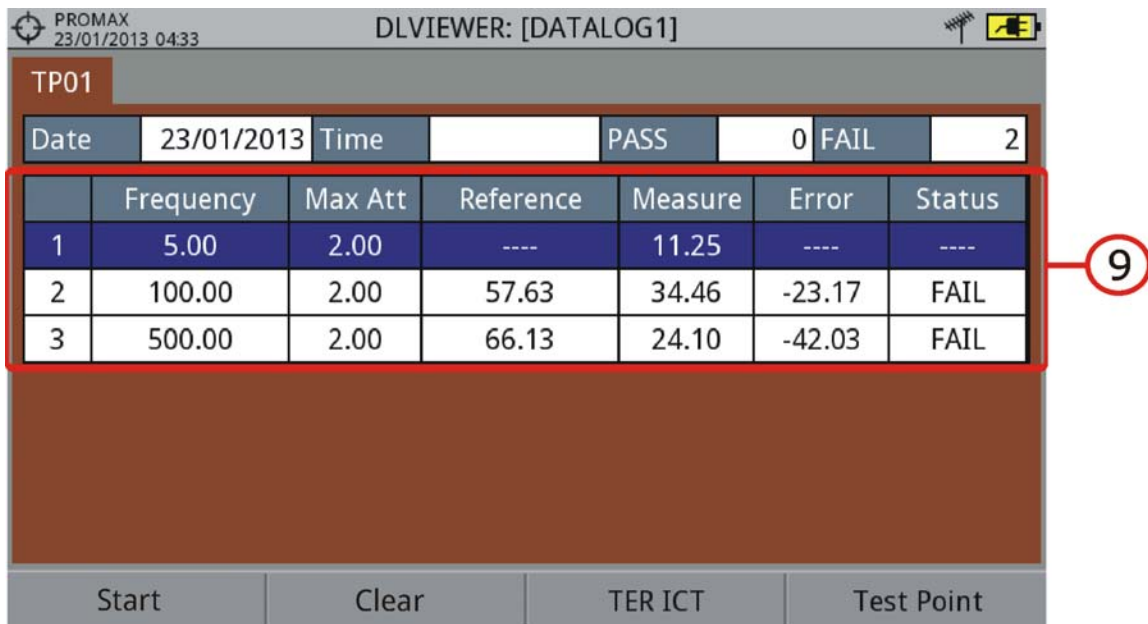 PROMAX
23/01/2013 04:33
DLVIEWER: [DATALOG1]
TP01
Date 23/01/2013 Time PASS 0 FAIL 2
Frequency Max Att Reference Measure Error Status
1 5.00 2.00 ---- 11.25 ---- ----
2 100.00 2.00 57.63 34.46 -23.17 FAIL
3 500.00 2.00 66.13 24.10 -42.03 FAIL
9
Start Clear TER ICT Test Point